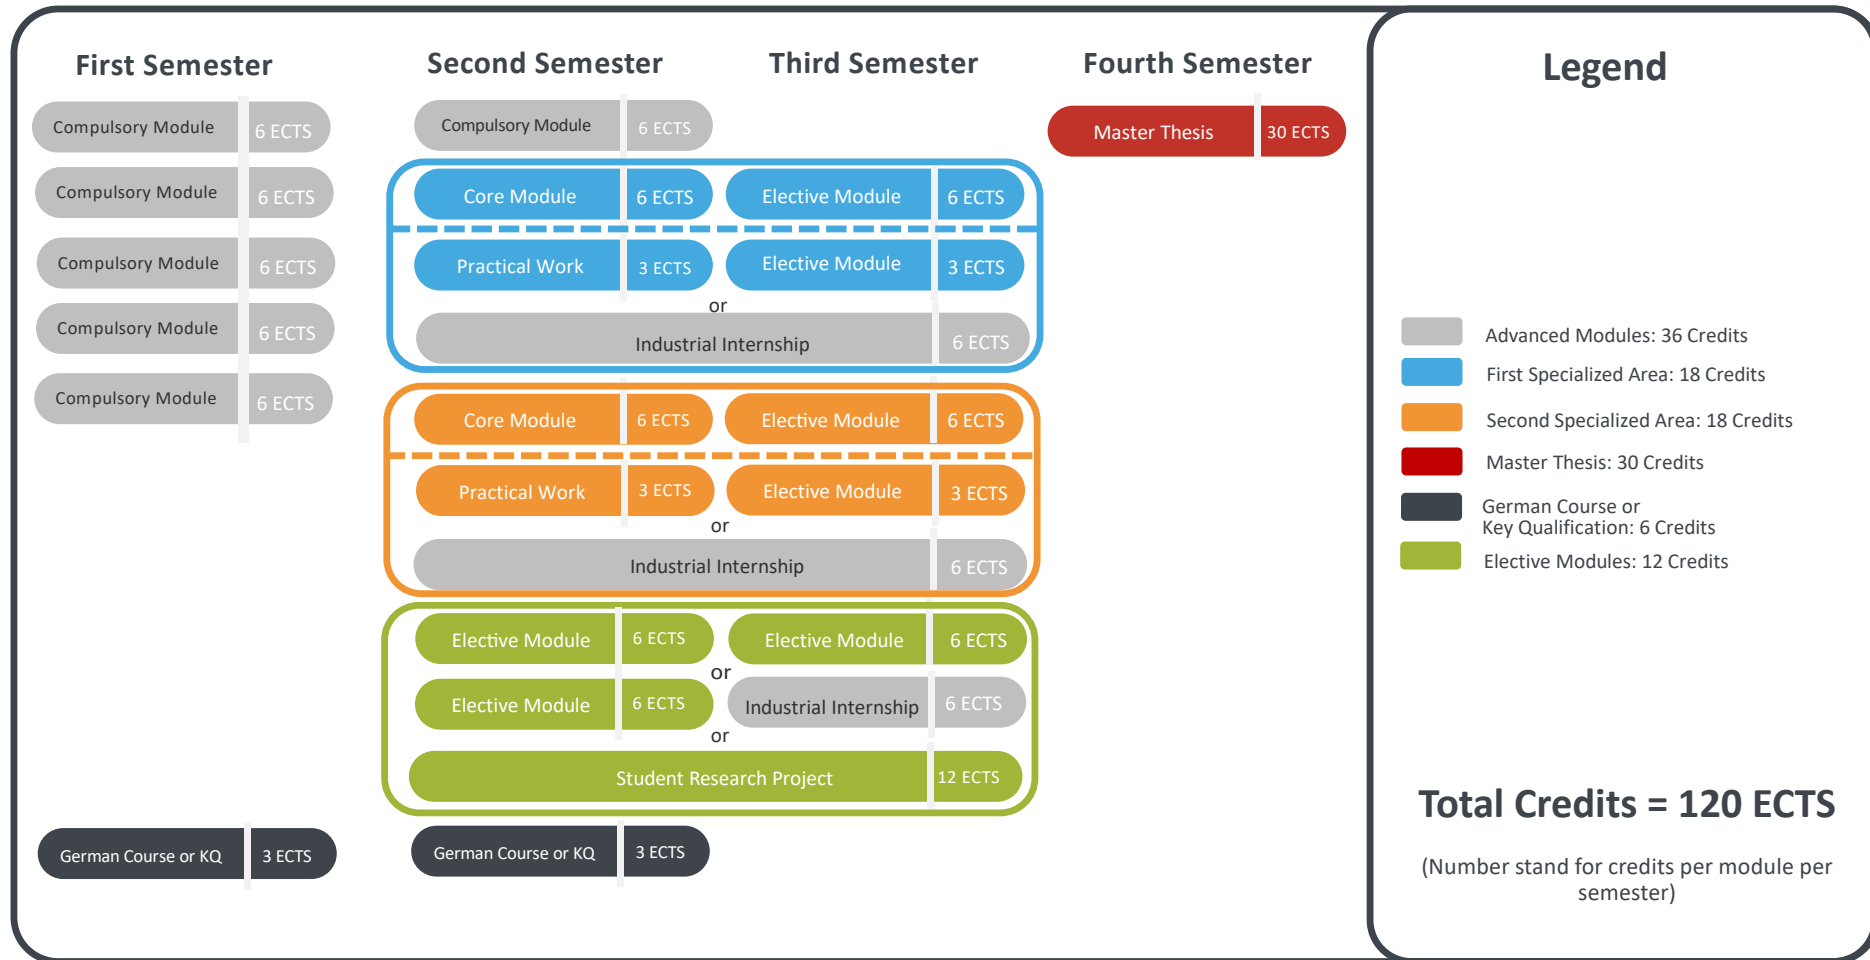 First Semester
Second Semester
Third Semester
Fourth Semester
Legend
Compulsory Module 6 ECTS
Compulsory Module 6 ECTS
Master Thesis 30 ECTS
Compulsory Module 6 ECTS
Core Module 6 ECTS
Elective Module 6 ECTS
Compulsory Module 6 ECTS
Practical Work 3 ECTS
Elective Module 3 ECTS
or
Compulsory Module 6 ECTS
Industrial Internship 6 ECTS
Compulsory Module 6 ECTS
Core Module 6 ECTS
Elective Module 6 ECTS
Practical Work 3 ECTS
Elective Module 3 ECTS
or
Industrial Internship 6 ECTS
Elective Module 6 ECTS
Elective Module 6 ECTS
or
Elective Module 6 ECTS
Industrial Internship 6 ECTS
or
Student Research Project 12 ECTS
German Course or KQ 3 ECTS
German Course or KQ 3 ECTS
Advanced Modules: 36 Credits
First Specialized Area: 18 Credits
Second Specialized Area: 18 Credits
Master Thesis: 30 Credits
German Course or
Key Qualification: 6 Credits
Elective Modules: 12 Credits
Total Credits = 120 ECTS
(Number stand for credits per module per
semester)